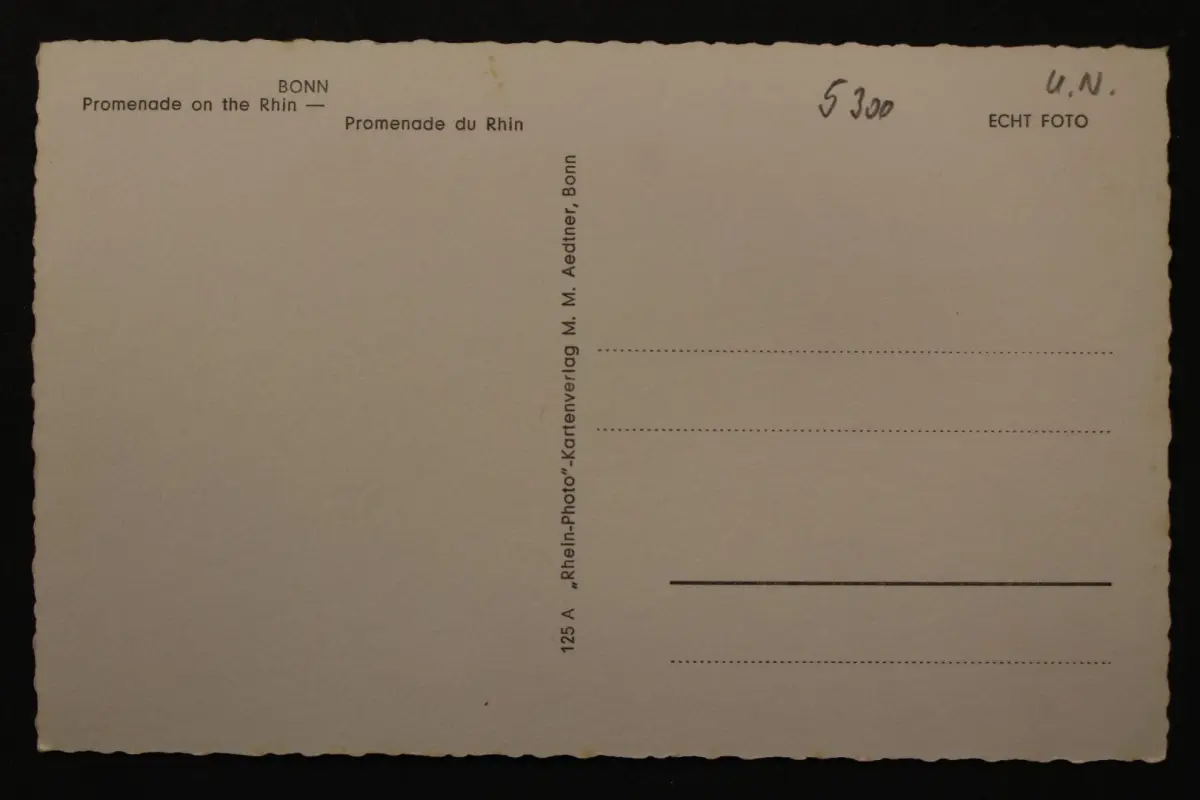 BONN
Promenade on the Rhin —
Promenade du Rhin
5300
U.N.
ECHT FOTO
125 A „Rhein-Photo"-Kartenverlag M. M. Aedtner, Bonn